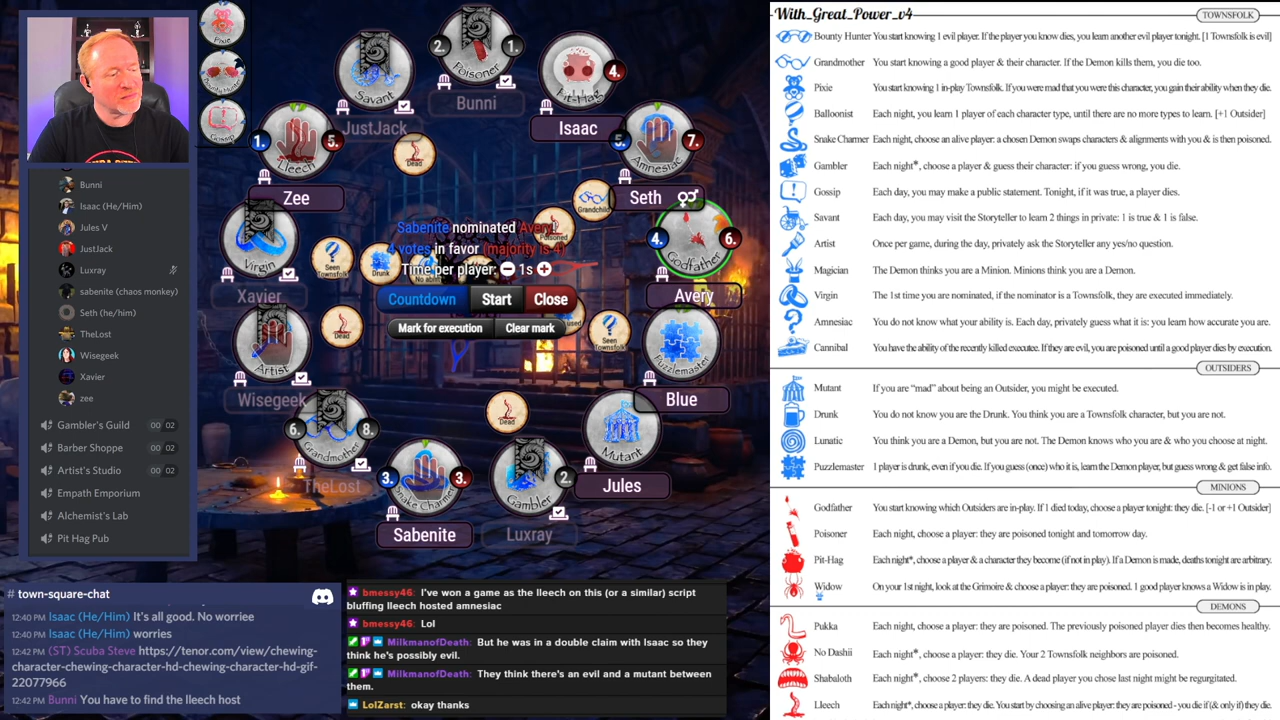 Pixie
Bounty Hunter
Gossip
Bunni
Isaac (He/Him)
Jules V
JustJack
Luxray
sabenite (chaos monkey)
Seth (he/him)
TheLost
Wisegeek
Xavier
zee
Gambler's Guild 00 02
Barber Shoppe 00 02
Artist's Studio 00 02
Empath Emporium
Alchemist's Lab
Pit Hag Pub
Savant
JustJack
2. 1.
Poisoner
Bunni
Pit-Hag
4.
Isaac
1. 5.
Lleech
Zee
Dead
5. 7.
Amnesiac
Seth
Grandchild
Poisoned
Virgin
Xavier
Seen
Townsfolk
Drunk
No ability
4. 6.
Godfather
Avery
Sabenite nominated Avery!
4 votes in favor (majority is 4)
Time per player: 1s
Countdown Start Close
Mark for execution Clear mark
Artist
Wisegeek
Dead
Seen
Townsfolk
Puzzlemaster
Blue
6. 8.
Grandmother
TheLost
3. 3.
Snake Charmer
Sabenite
Dead
2.
Gambler
Luxray
Mutant
Jules
# town-square-chat
12:40 PM Isaac (He/Him) It's all good. No worriee
12:40 PM Isaac (He/Him) worries
12:42 PM (ST) Scuba Steve https://tenor.com/view/chewing-
character-chewing-character-hd-chewing-character-hd-gif-
22077966
12:42 PM Bunni You have to find the leech host
bmessy46: I've won a game as the leech on this (or a similar) script
bluffing lleech hosted amnesiac
bmessy46: Lol
MilkmanofDeath: But he was in a double claim with Isaac so they
think he's possibly evil.
MilkmanofDeath: They think there's an evil and a mutant between
them.
LolZarst: okay thanks
With_Great_Power_v4
TOWNSFOLK
Bounty Hunter You start knowing 1 evil player. If the player you know dies, you learn another evil player tonight. [1 Townsfolk is evil]
Grandmother You start knowing a good player & their character. If the Demon kills them, you die too.
Pixie You start knowing 1 in-play Townsfolk. If you were mad that you were this character, you gain their ability when they die.
Balloonist Each night, you learn 1 player of each character type, until there are no more types to learn. [+1 Outsider]
Snake Charmer Each night, choose an alive player: a chosen Demon swaps characters & alignments with you & is then poisoned.
Gambler Each night*, choose a player & guess their character: if you guess wrong, you die.
Gossip Each day, you may make a public statement. Tonight, if it was true, a player dies.
Savant Each day, you may visit the Storyteller to learn 2 things in private: 1 is true & 1 is false.
Artist Once per game, during the day, privately ask the Storyteller any yes/no question.
Magician The Demon thinks you are a Minion. Minions think you are a Demon.
Virgin The 1st time you are nominated, if the nominator is a Townsfolk, they are executed immediately.
Amnesiac You do not know what your ability is. Each day, privately guess what it is: you learn how accurate you are.
Cannibal You have the ability of the recently killed executee. If they are evil, you are poisoned until a good player dies by execution.
OUTSIDERS
Mutant If you are "mad" about being an Outsider, you might be executed.
Drunk You do not know you are the Drunk. You think you are a Townsfolk character, but you are not.
Lunatic You think you are a Demon, but you are not. The Demon knows who you are & who you choose at night.
Puzzlemaster 1 player is drunk, even if you die. If you guess (once) who it is, learn the Demon player, but guess wrong & get false info.
MINIONS
Godfather You start knowing which Outsiders are in-play. If 1 died today, choose a player tonight: they die. [-1 or +1 Outsider]
Poisoner Each night, choose a player: they are poisoned tonight and tomorrow day.
Pit-Hag Each night*, choose a player & a character they become (if not in play). If a Demon is made, deaths tonight are arbitrary.
Widow On your 1st night, look at the Grimoire & choose a player: they are poisoned. 1 good player knows a Widow is in play.
DEMONS
Pukka Each night, choose a player: they are poisoned. The previously poisoned player dies then becomes healthy.
No Dashii Each night*, choose a player: they die. Your 2 Townsfolk neighbors are poisoned.
Shabaloth Each night*, choose 2 players: they die. A dead player you chose last night might be regurgitated.
Lleech Each night*, choose a player: they die. You start by choosing an alive player: they are poisoned - you die if (& only if) they die.